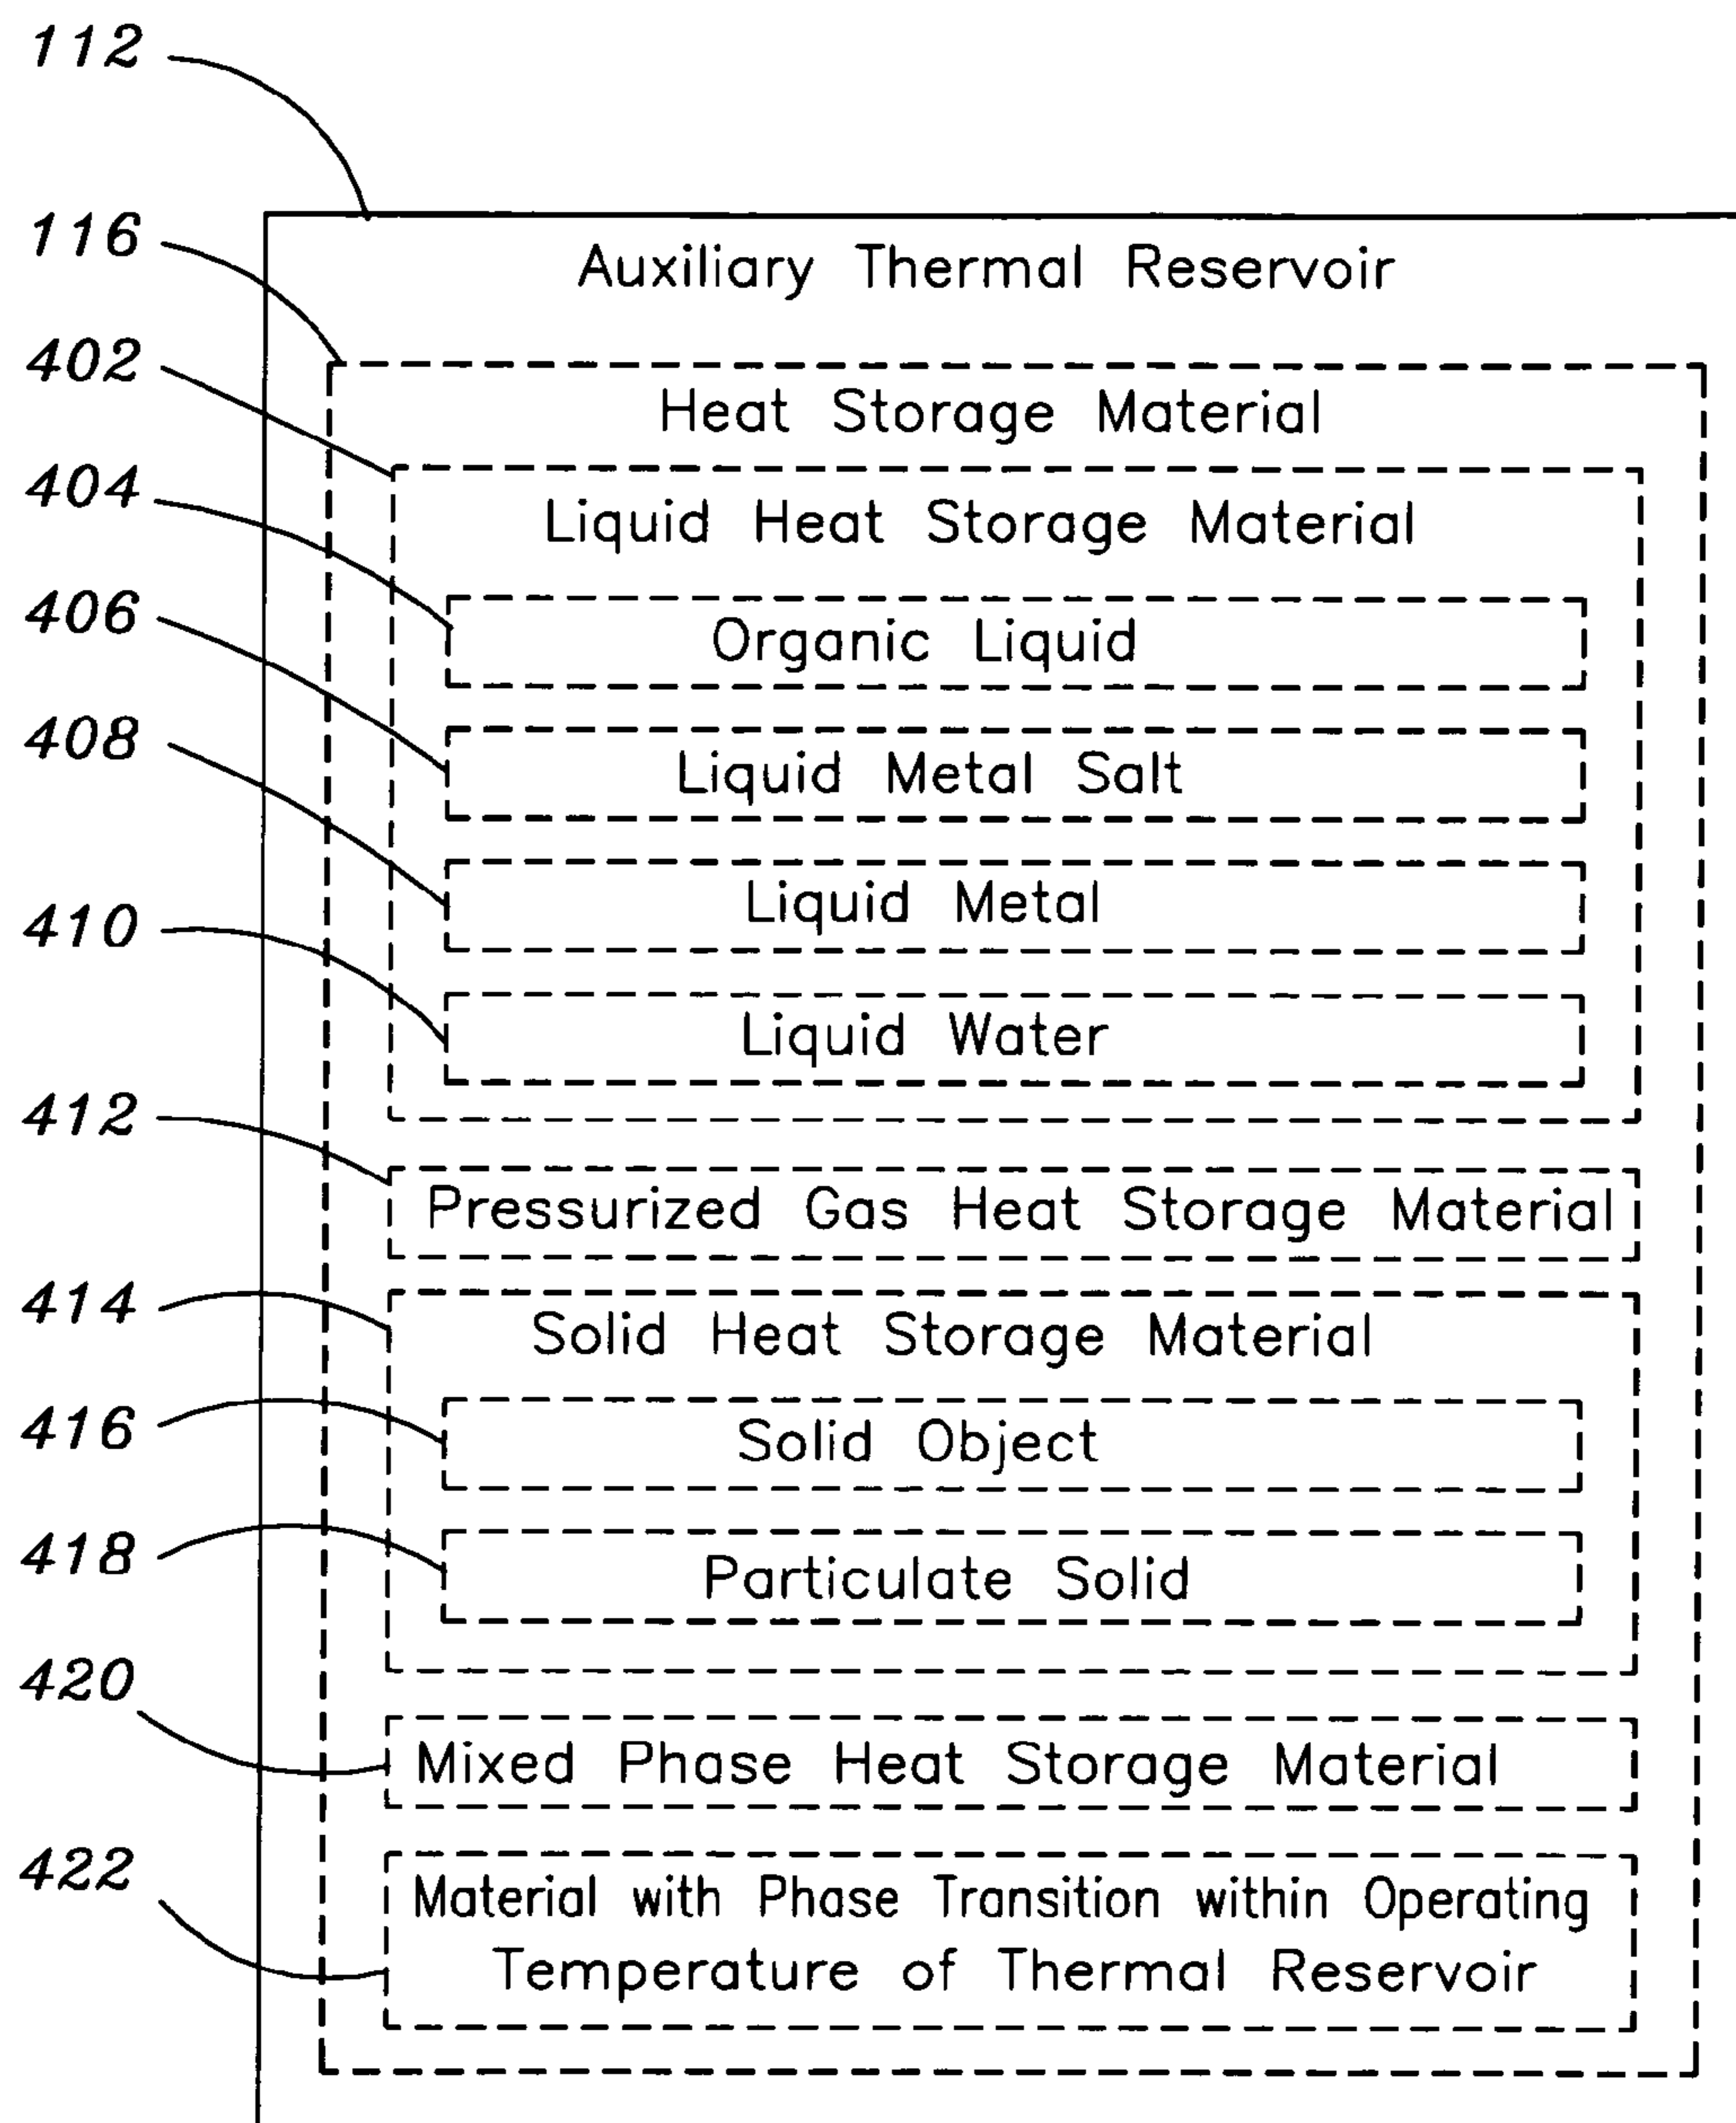 112
116
Auxiliary Thermal Reservoir
402
Heat Storage Material
404
Liquid Heat Storage Material
406
Organic Liquid
408
Liquid Metal Salt
410
Liquid Metal
Liquid Water
412
Pressurized Gas Heat Storage Material
414
Solid Heat Storage Material
416
Solid Object
418
Particulate Solid
420
Mixed Phase Heat Storage Material
422
Material with Phase Transition within Operating
Temperature of Thermal Reservoir